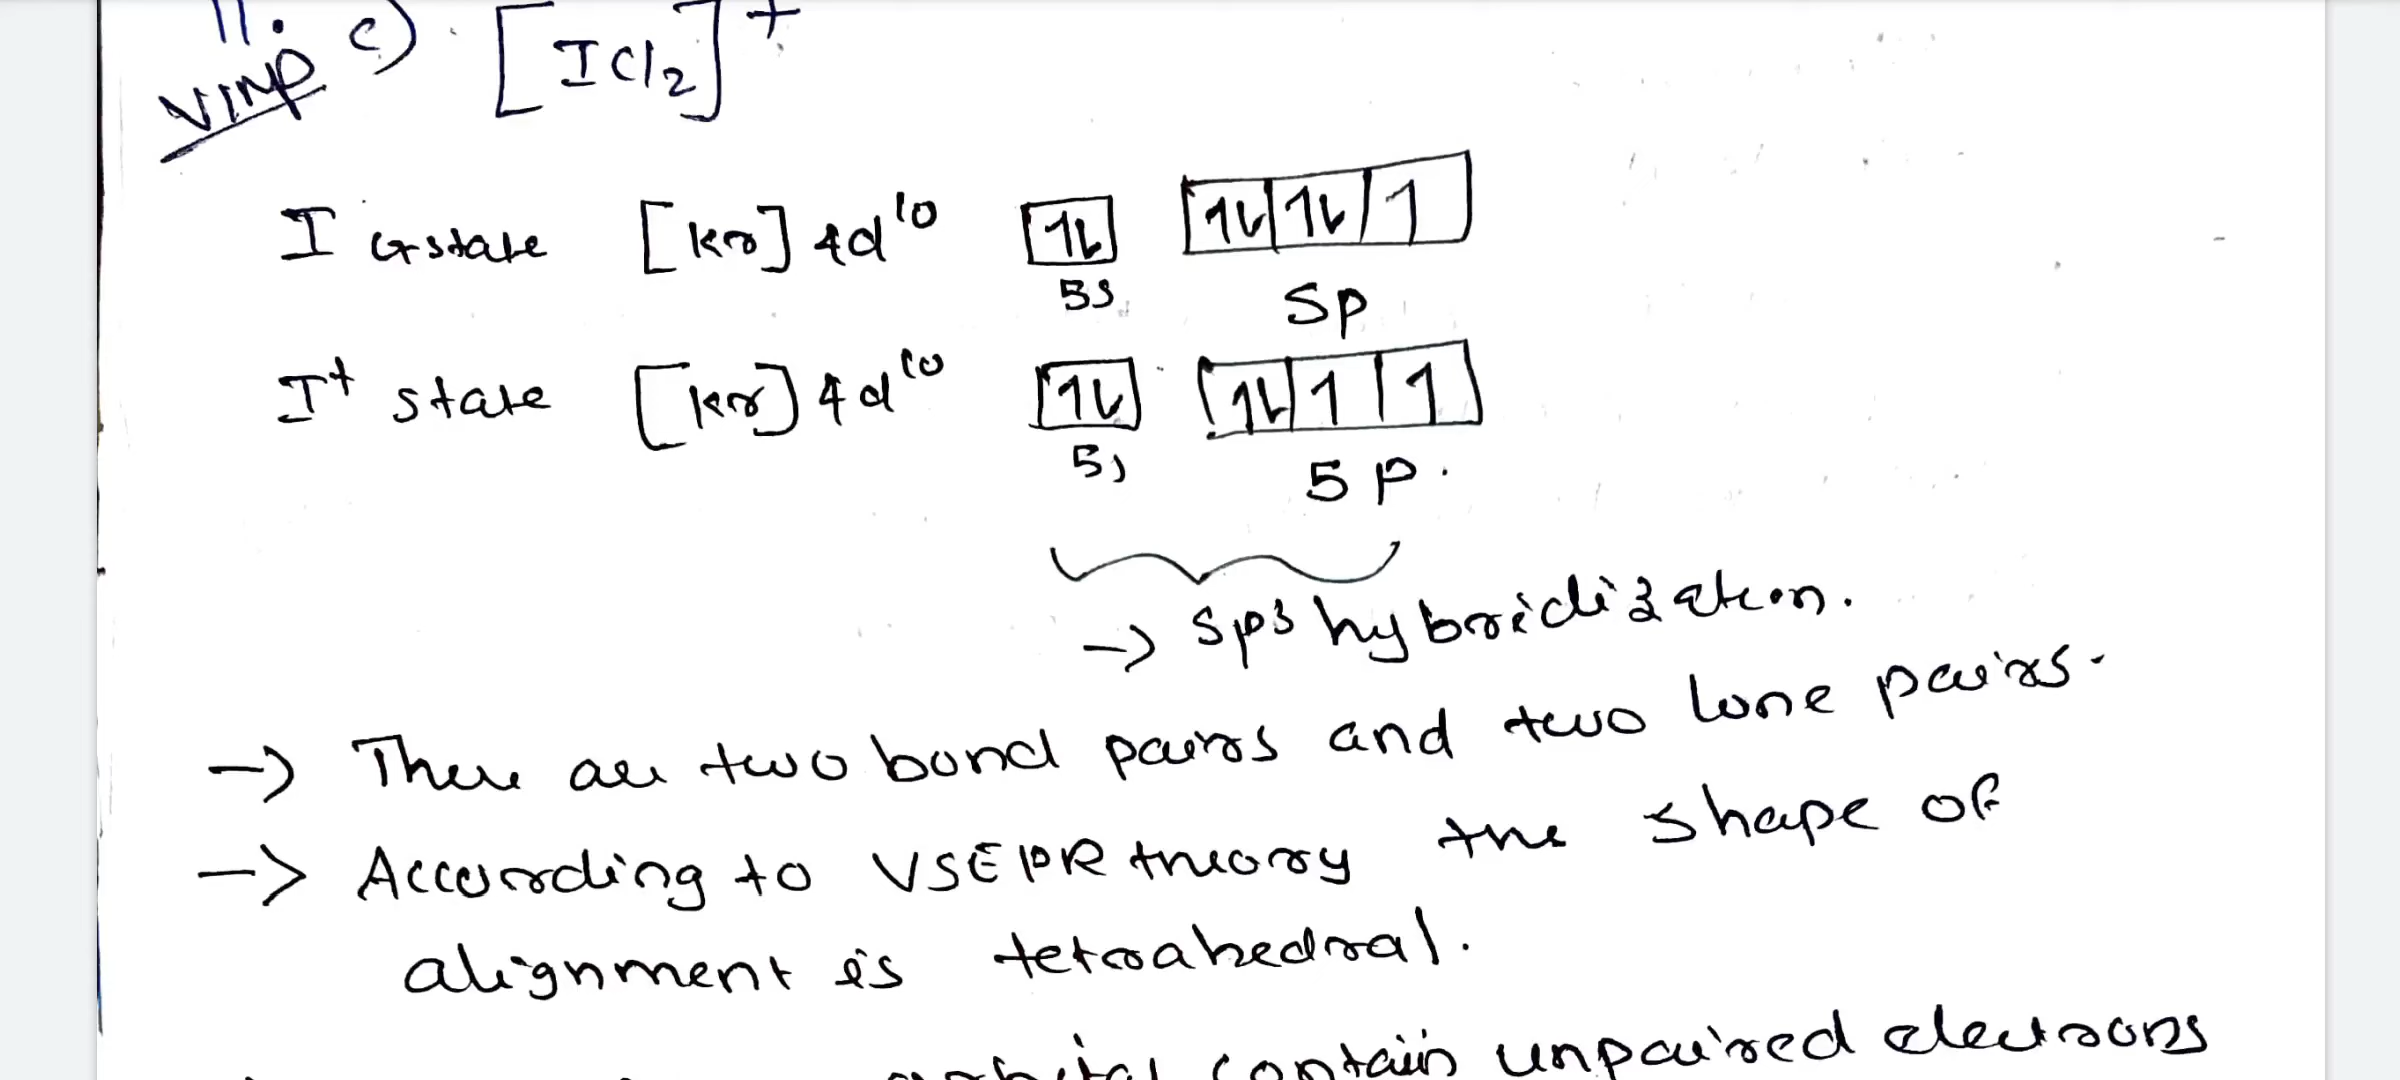 11. c) [ICl2]+
VIMP
I G state [Kr] 4d10 [1L] [1L|1L|1]
5s 5p
I+ state [Kr] 4d10 [1L] [1L|1|1]
5s 5p.
-> sp3 hybridization.
-> There are two bond pairs and two lone pairs.
-> According to VSEPR theory the shape of
alignment is tetrahedral.
orbital contain unpaired electrons